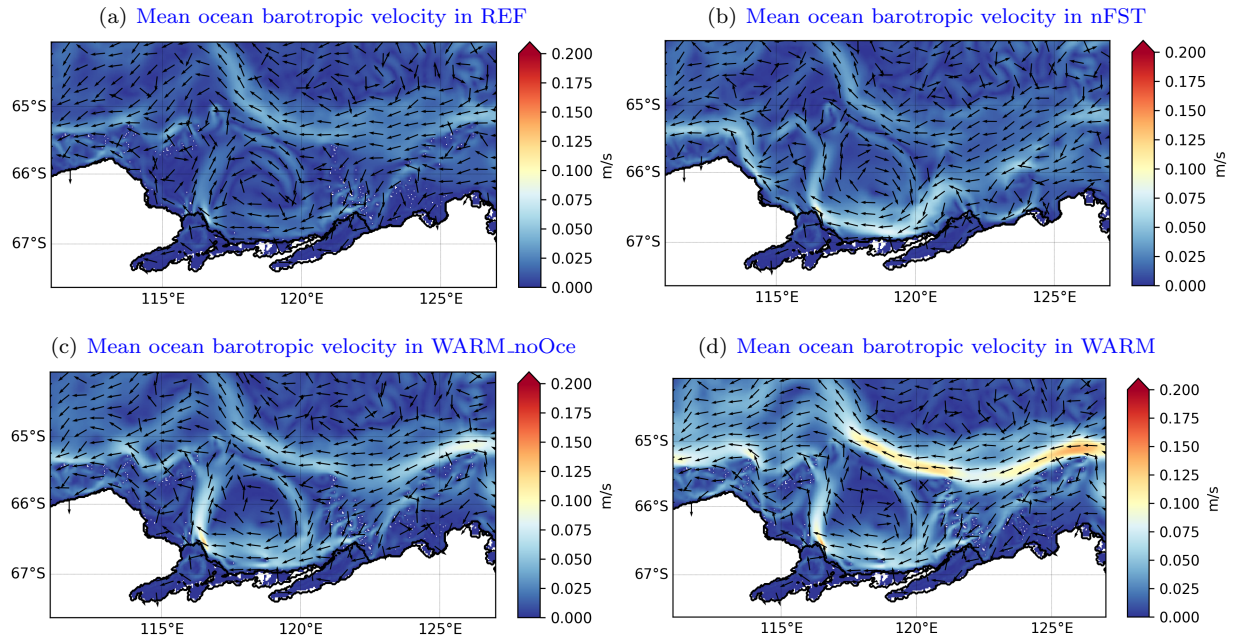 (a) Mean ocean barotropic velocity in REF
65°S
66°S
67°S
115°E
120°E
125°E
0.200
0.175
0.150
0.125
0.100
0.075
0.050
0.025
0.000
m/s
(b) Mean ocean barotropic velocity in nFST
65°S
66°S
67°S
115°E
120°E
125°E
0.200
0.175
0.150
0.125
0.100
0.075
0.050
0.025
0.000
m/s
(c) Mean ocean barotropic velocity in WARM_noOce
65°S
66°S
67°S
115°E
120°E
125°E
0.200
0.175
0.150
0.125
0.100
0.075
0.050
0.025
0.000
m/s
(d) Mean ocean barotropic velocity in WARM
65°S
66°S
67°S
115°E
120°E
125°E
0.200
0.175
0.150
0.125
0.100
0.075
0.050
0.025
0.000
m/s